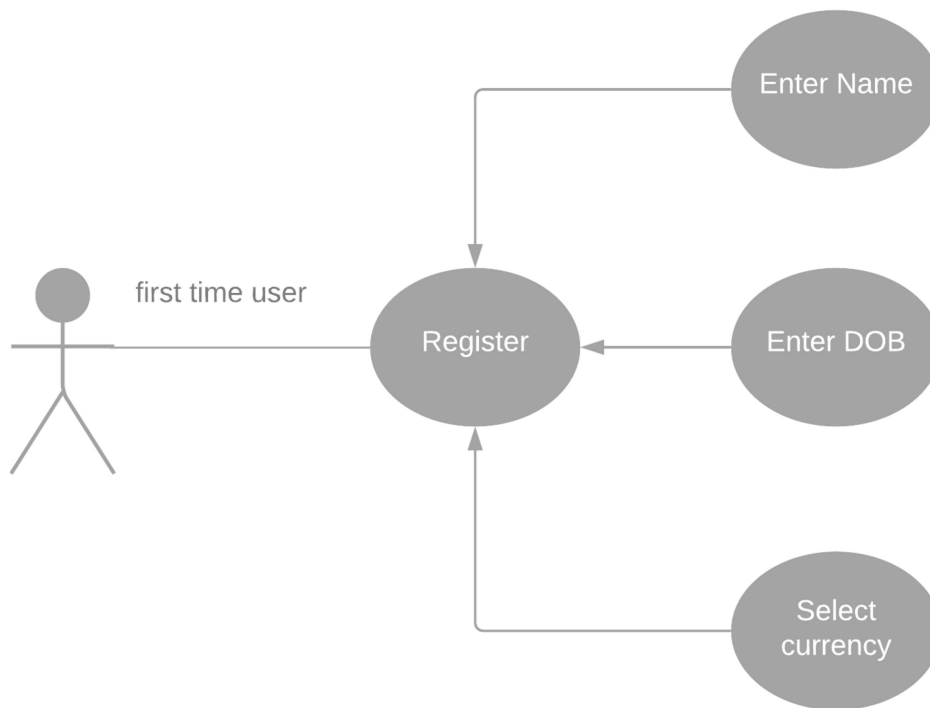 Enter Name
first time user
Register
Enter DOB
Select
currency